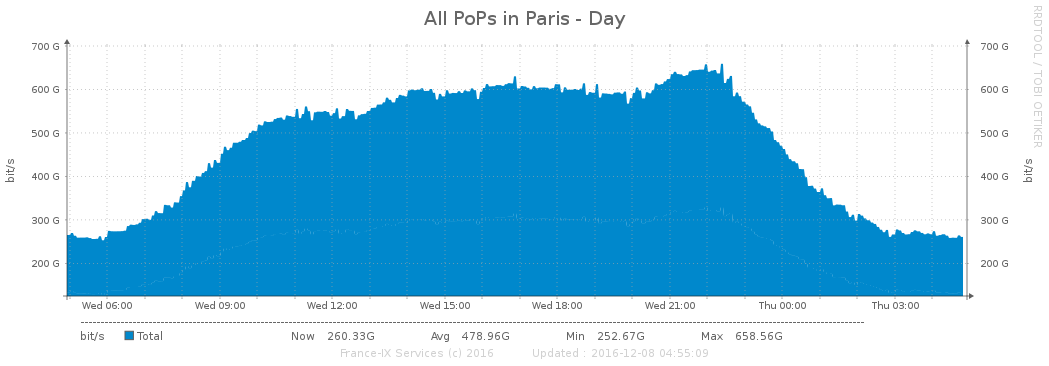 All PoPs in Paris - Day
RRDTOOL / TOBI OETIKER
700 G 700 G
600 G 600 G
500 G 500 G
400 G 400 G
300 G 300 G
200 G 200 G
bit/s bit/s
Wed 06:00 Wed 09:00 Wed 12:00 Wed 15:00 Wed 18:00 Wed 21:00 Thu 00:00 Thu 03:00
bit/s Total Now 260.33G Avg 478.96G Min 252.67G Max 658.56G
France-IX Services (c) 2016 Updated : 2016-12-08 04:55:09